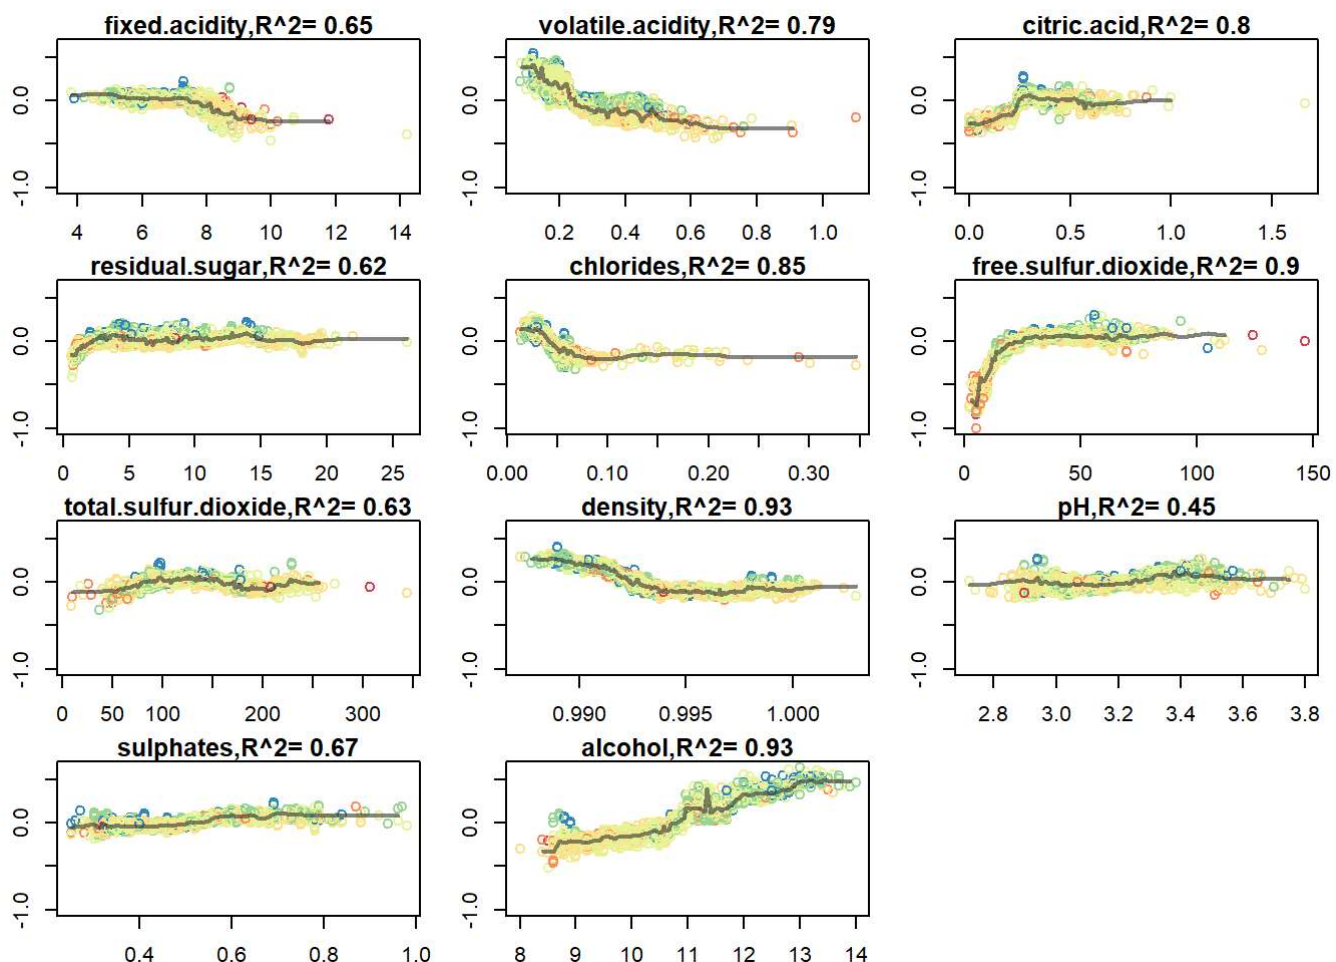 fixed.acidity,R^2= 0.65
volatile.acidity,R^2= 0.79
citric.acid,R^2= 0.8
0.0
-1.0
0.0
-1.0
0.0
-1.0
4 6 8 10 12 14
0.2 0.4 0.6 0.8 1.0
0.0 0.5 1.0 1.5
residual.sugar,R^2= 0.62
chlorides,R^2= 0.85
free.sulfur.dioxide,R^2= 0.9
0.0
-1.0
0.0
-1.0
0.0
-1.0
0 5 10 15 20 25
0.00 0.10 0.20 0.30
0 50 100 150
total.sulfur.dioxide,R^2= 0.63
density,R^2= 0.93
pH,R^2= 0.45
0.0
-1.0
0.0
-1.0
0.0
-1.0
0 50 100 200 300
0.990 0.995 1.000
2.8 3.0 3.2 3.4 3.6 3.8
sulphates,R^2= 0.67
alcohol,R^2= 0.93
0.0
-1.0
0.0
-1.0
0.4 0.6 0.8 1.0
8 9 10 11 12 13 14